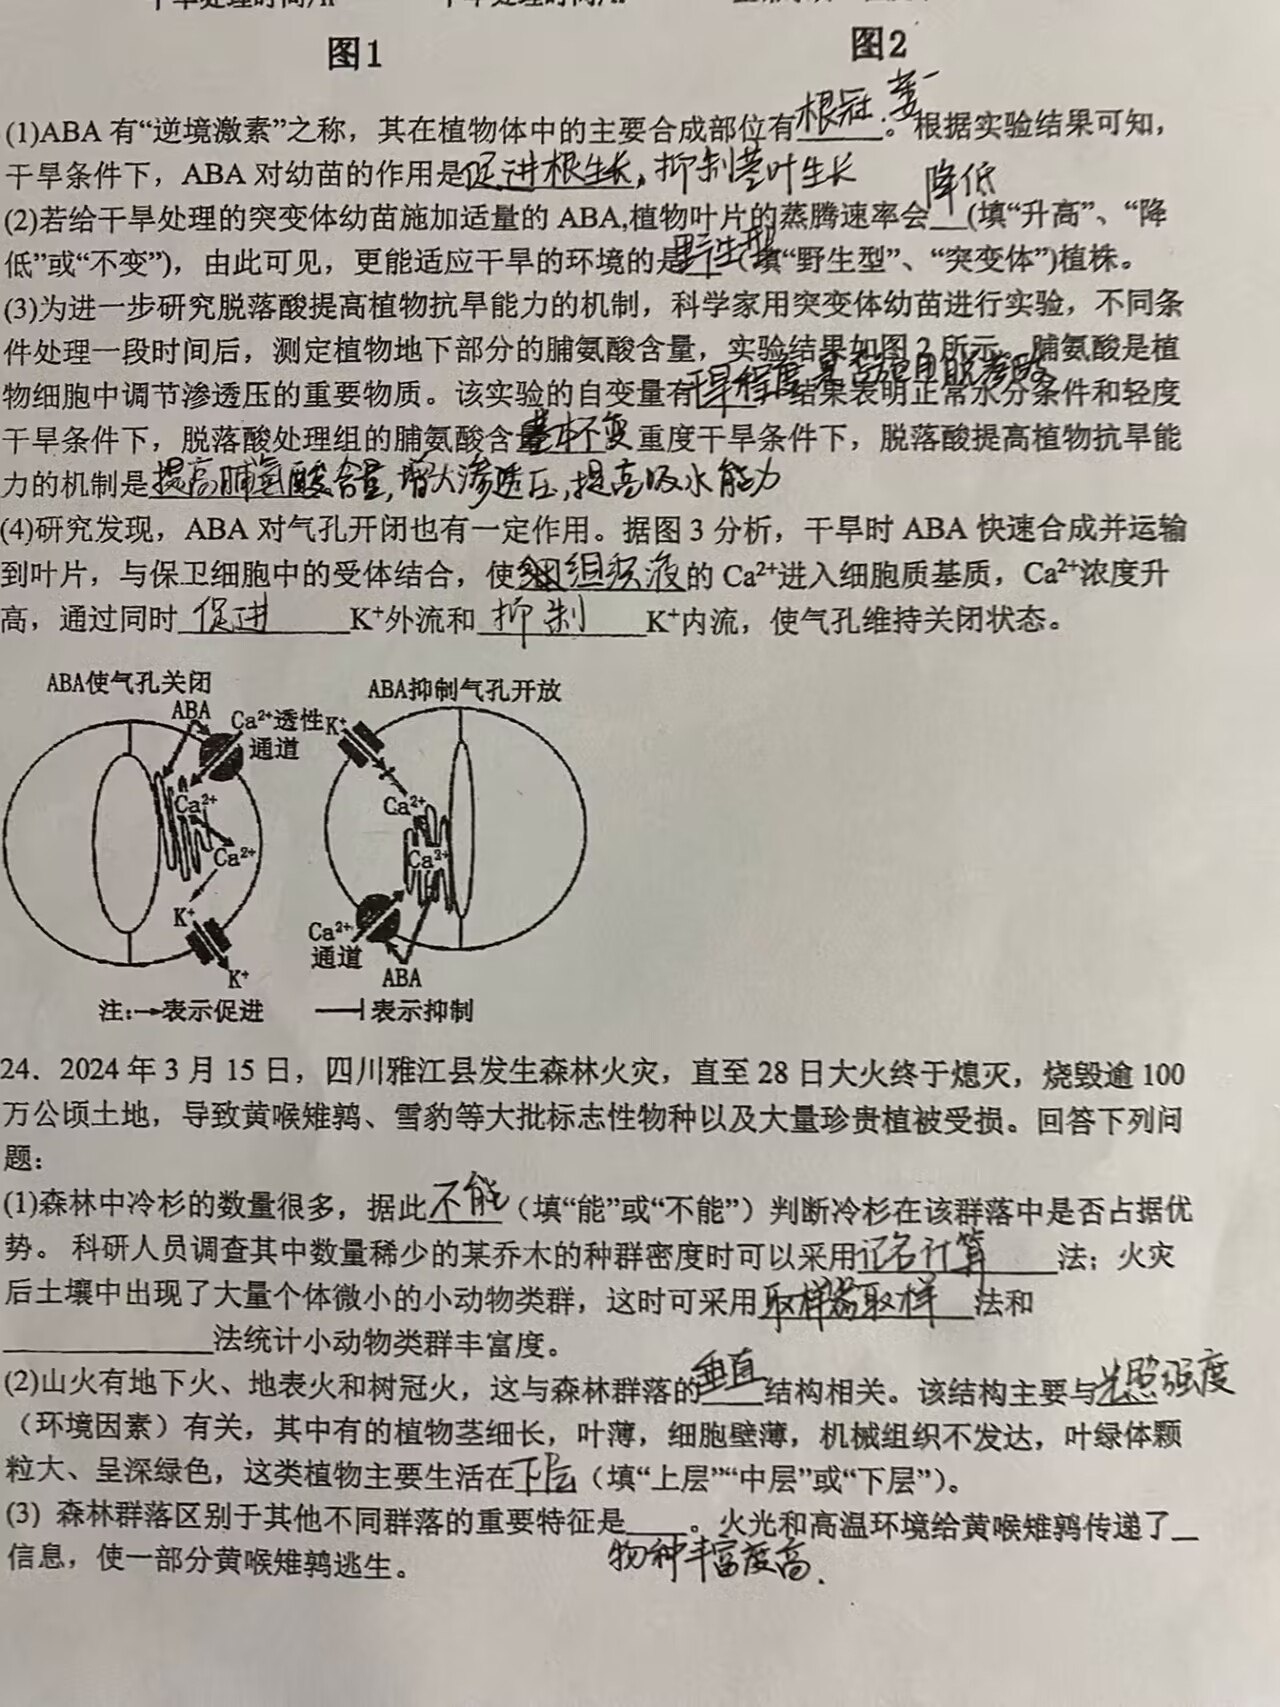 图1
图2
(1)ABA 有“逆境激素”之称，其在植物体中的主要合成部位有根冠.萎一。根据实验结果可知，
干旱条件下，ABA 对幼苗的作用是促进根生长，抑制茎叶生长
降低
(2)若给干旱处理的突变体幼苗施加适量的 ABA,植物叶片的蒸腾速率会__(填“升高”、“降
低”或“不变”)，由此可见，更能适应干旱的环境的是野生型(填“野生型”、“突变体”)植株。
(3)为进一步研究脱落酸提高植物抗旱能力的机制，科学家用突变体幼苗进行实验，不同条
件处理一段时间后，测定植物地下部分的脯氨酸含量，实验结果如图 2 所示。脯氨酸是植
物细胞中调节渗透压的重要物质。该实验的自变量有干旱程度 是否施用脱落酸 结果表明正常水分条件和轻度
干旱条件下，脱落酸处理组的脯氨酸含量基本不变 重度干旱条件下，脱落酸提高植物抗旱能
力的机制是提高脯氨酸含量,增大渗透压,提高吸水能力
(4)研究发现，ABA 对气孔开闭也有一定作用。据图 3 分析，干旱时 ABA 快速合成并运输
到叶片，与保卫细胞中的受体结合，使组织液的 Ca²⁺进入细胞质基质，Ca²⁺浓度升
高，通过同时 促进 K⁺外流和 抑制 K⁺内流，使气孔维持关闭状态。
ABA使气孔关闭
ABA
Ca²⁺透性
通道
Ca²⁺
Ca²⁺
K⁺
K⁺
ABA抑制气孔开放
K⁺
Ca²⁺
Ca²⁺
Ca²⁺
通道
ABA
注:→表示促进 ⊣表示抑制
24．2024 年 3 月 15 日，四川雅江县发生森林火灾，直至 28 日大火终于熄灭，烧毁逾 100
万公顷土地，导致黄喉雉鹑、雪豹等大批标志性物种以及大量珍贵植被受损。回答下列问
题：
(1)森林中冷杉的数量很多，据此不能（填“能”或“不能”）判断冷杉在该群落中是否占据优
势。 科研人员调查其中数量稀少的某乔木的种群密度时可以采用记名计算法；火灾
后土壤中出现了大量个体微小的小动物类群，这时可采用取样器取样法和
______________法统计小动物类群丰富度。
(2)山火有地下火、地表火和树冠火，这与森林群落的垂直结构相关。该结构主要与光照强度
（环境因素）有关，其中有的植物茎细长，叶薄，细胞壁薄，机械组织不发达，叶绿体颗
粒大、呈深绿色，这类植物主要生活在下层（填“上层”“中层”或“下层”）。
(3) 森林群落区别于其他不同群落的重要特征是____。火光和高温环境给黄喉雉鹑传递了__
信息，使一部分黄喉雉鹑逃生。
物种丰富度高.